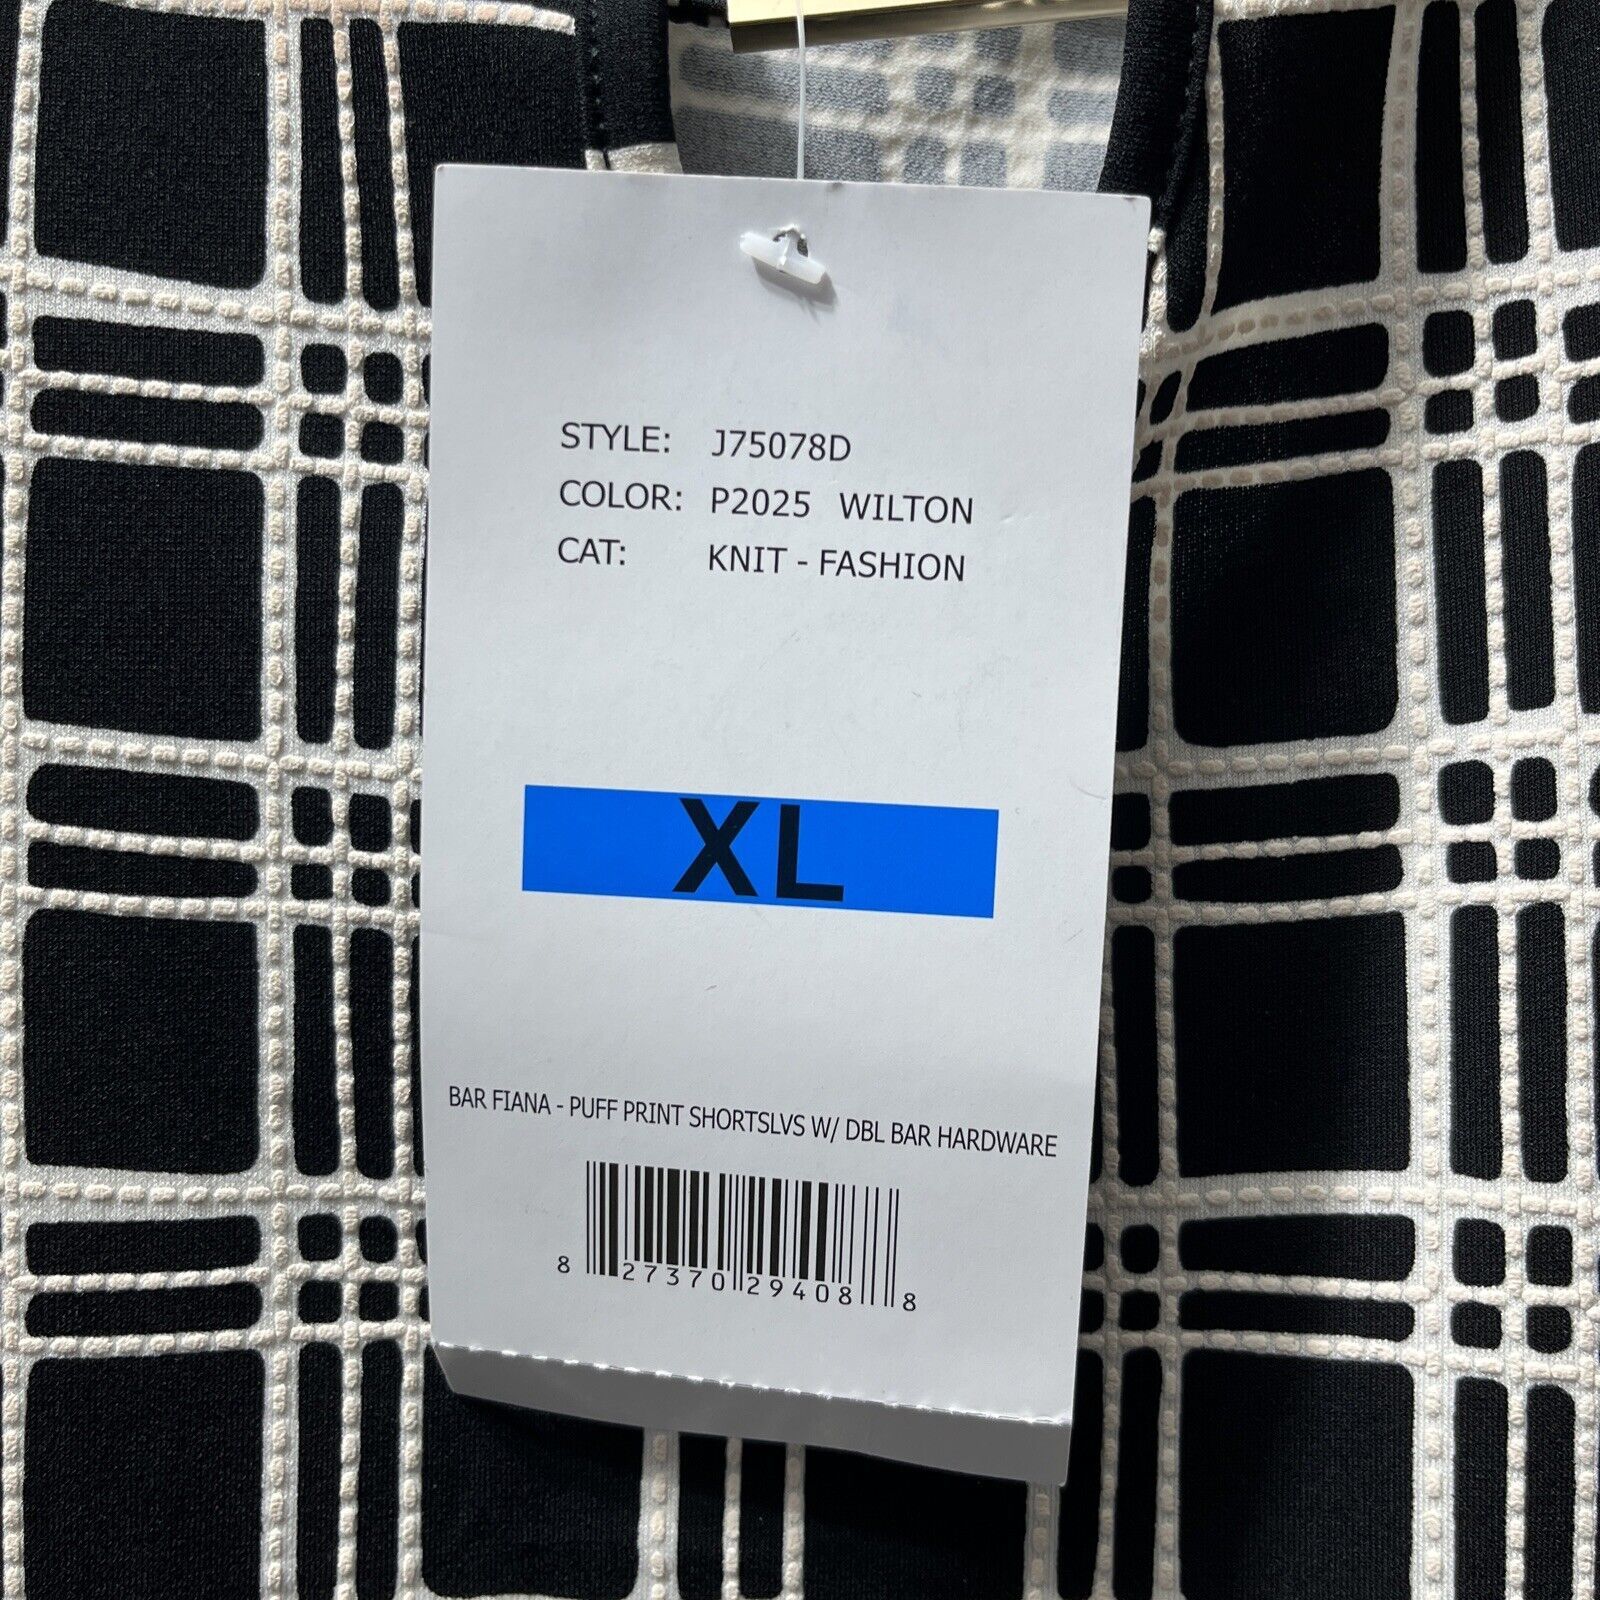 STYLE: J75078D
COLOR: P2025 WILTON
CAT: KNIT - FASHION
XL
BAR FIANA - PUFF PRINT SHORTSLVS W/ DBL BAR HARDWARE
8 27370 29408 8